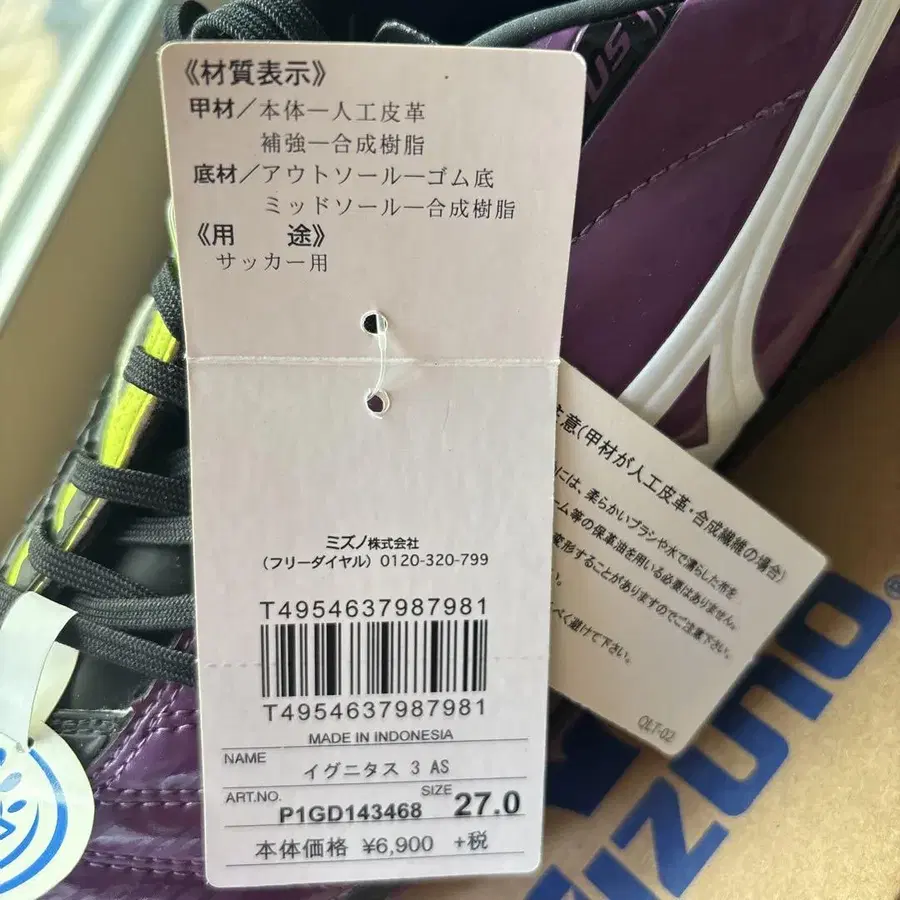 《材質表示》
甲材／本体―人工皮革
補強―合成樹脂
底材／アウトソール―ゴム底
ミッドソール―合成樹脂
《用　途》
サッカー用
ミズノ株式会社
(フリーダイヤル) 0120-320-799
T4954637987981
T4954637987981
MADE IN INDONESIA
NAME イグニタス 3 AS
ART.NO. P1GD143468 SIZE 27.0
本体価格 ¥6,900 +税
意(甲材が人工皮革・合成繊維の場合)
には、柔らかいブラシや水で濡らした布を
ーム等の保革油を用いる必要はありません。
変形することがありますのでご注意下さい。
べく避けて下さい。
QLT-02
MIZUNO